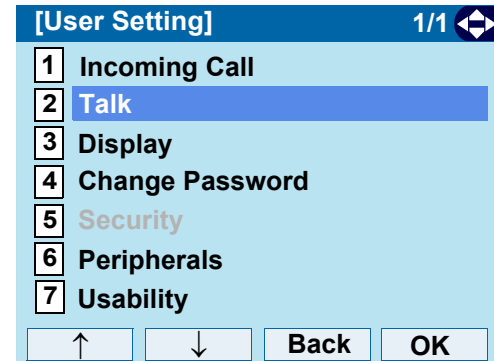 [User Setting] 1/1
1 Incoming Call
2 Talk
3 Display
4 Change Password
5 Security
6 Peripherals
7 Usability
↑ ↓ Back OK